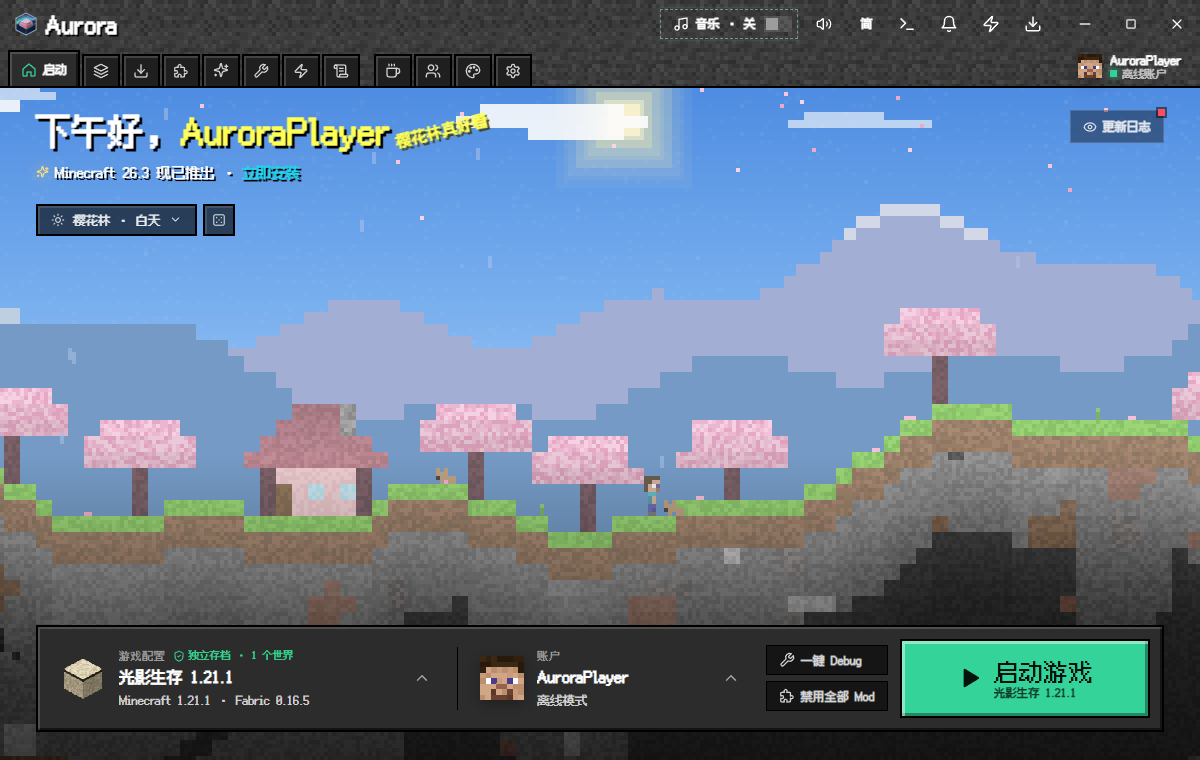 Aurora
音乐 · 关
简
启动
AuroraPlayer
离线账户
下午好，AuroraPlayer
樱花林真好看
Minecraft 26.3 现已推出 · 立即安装
更新日志
樱花林 · 白天
游戏配置 独立存档 · 1 个世界
光影生存 1.21.1
Minecraft 1.21.1 · Fabric 0.16.5
账户
AuroraPlayer
离线模式
一键 Debug
禁用全部 Mod
启动游戏
光影生存 1.21.1